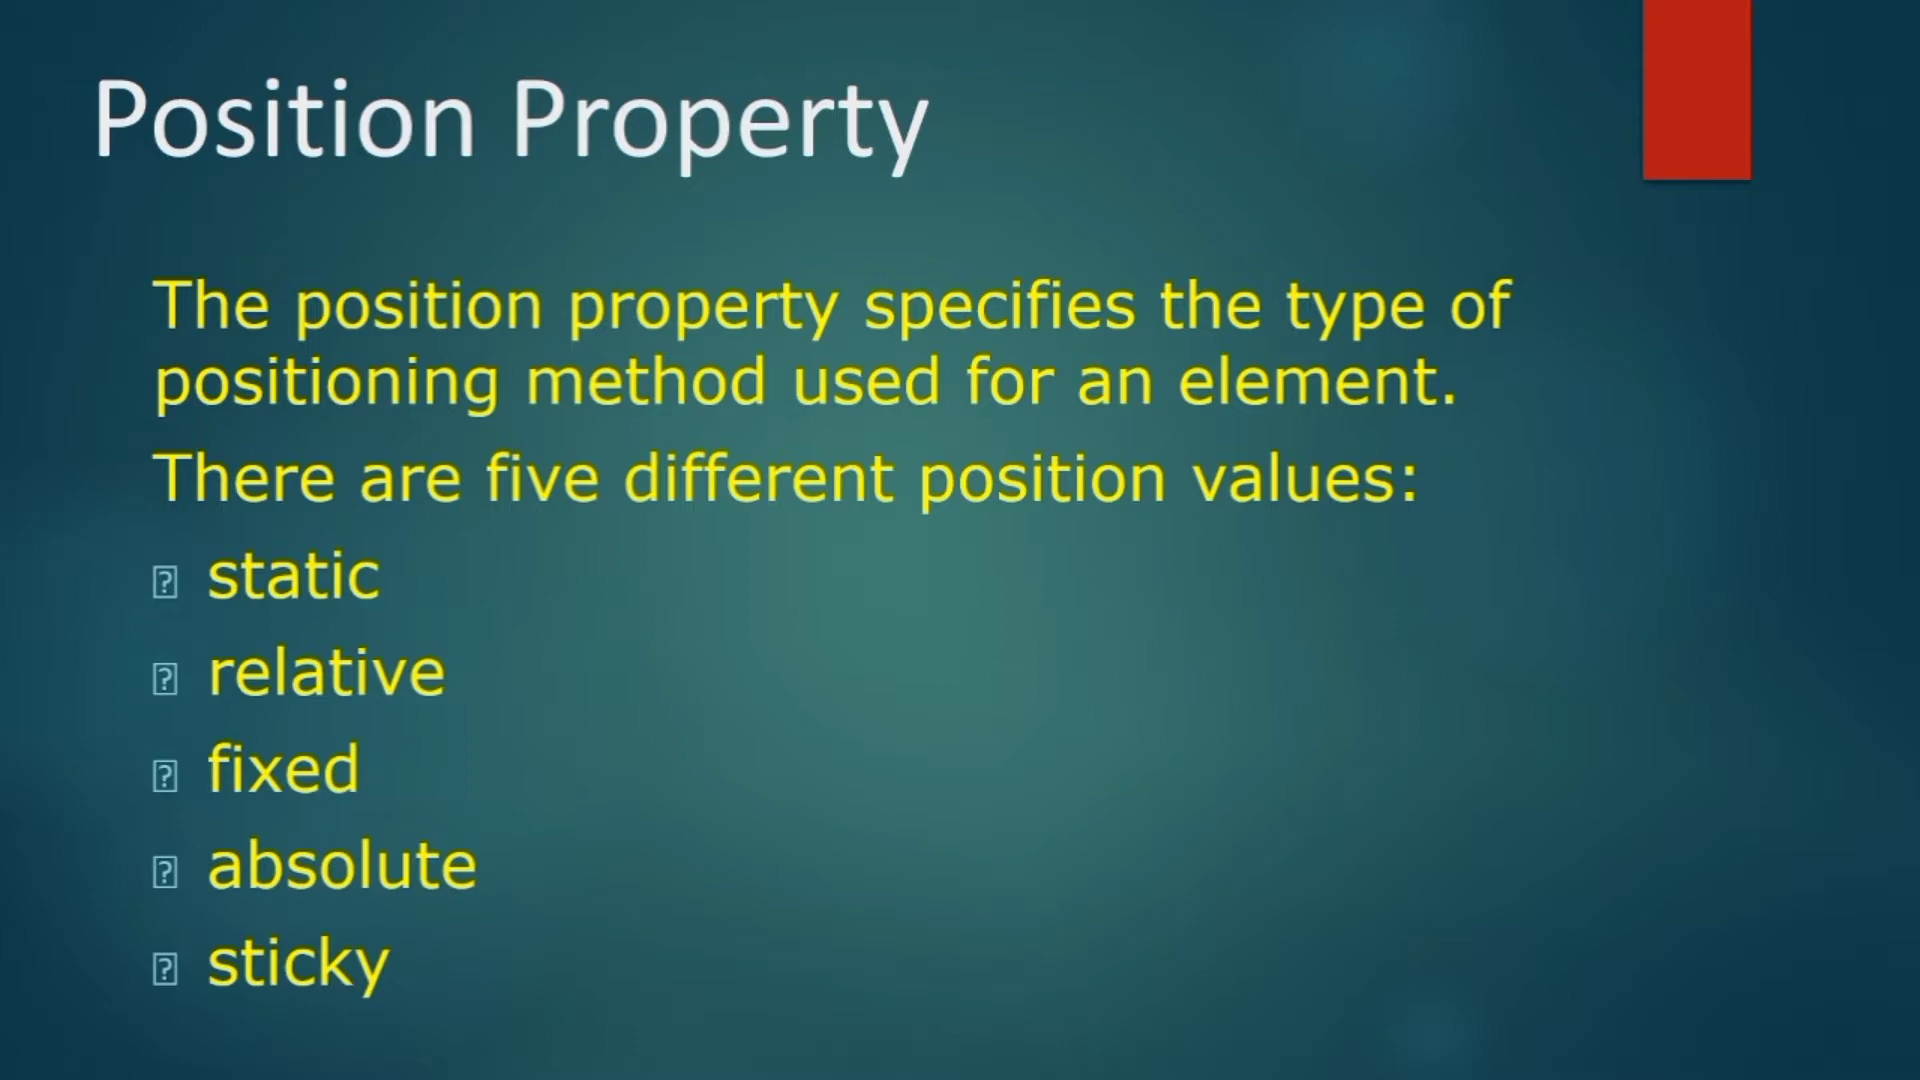 Position Property
The position property specifies the type of
positioning method used for an element.
There are five different position values:
static
relative
fixed
absolute
sticky